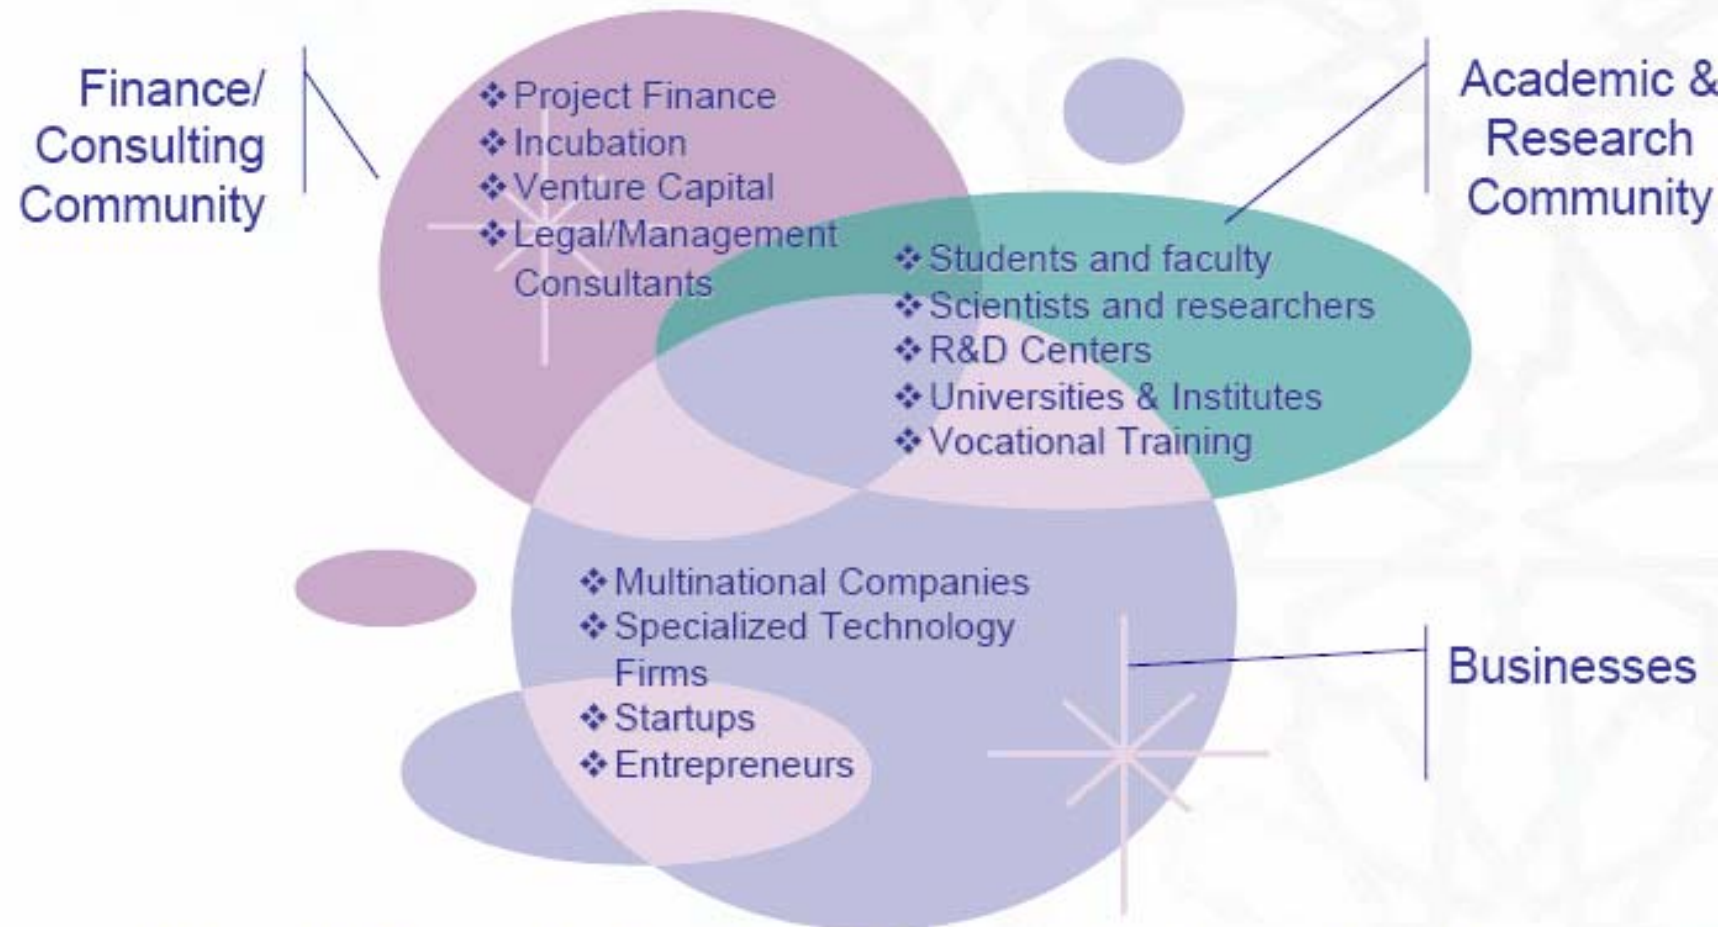 Finance/
Consulting
Community
❖ Project Finance
❖ Incubation
❖ Venture Capital
❖ Legal/Management
Consultants
Academic &
Research
Community
❖ Students and faculty
❖ Scientists and researchers
❖ R&D Centers
❖ Universities & Institutes
❖ Vocational Training
❖ Multinational Companies
❖ Specialized Technology
Firms
❖ Startups
❖ Entrepreneurs
Businesses